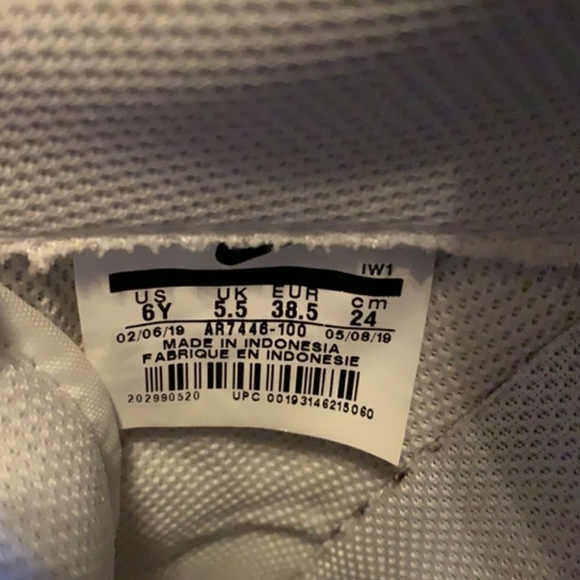 IW1
US UK EUR cm
6Y 5.5 38.5 24
02/06/19 AR7446-100 05/08/19
MADE IN INDONESIA
FABRIQUE EN INDONESIE
202990520 UPC 00193146215060